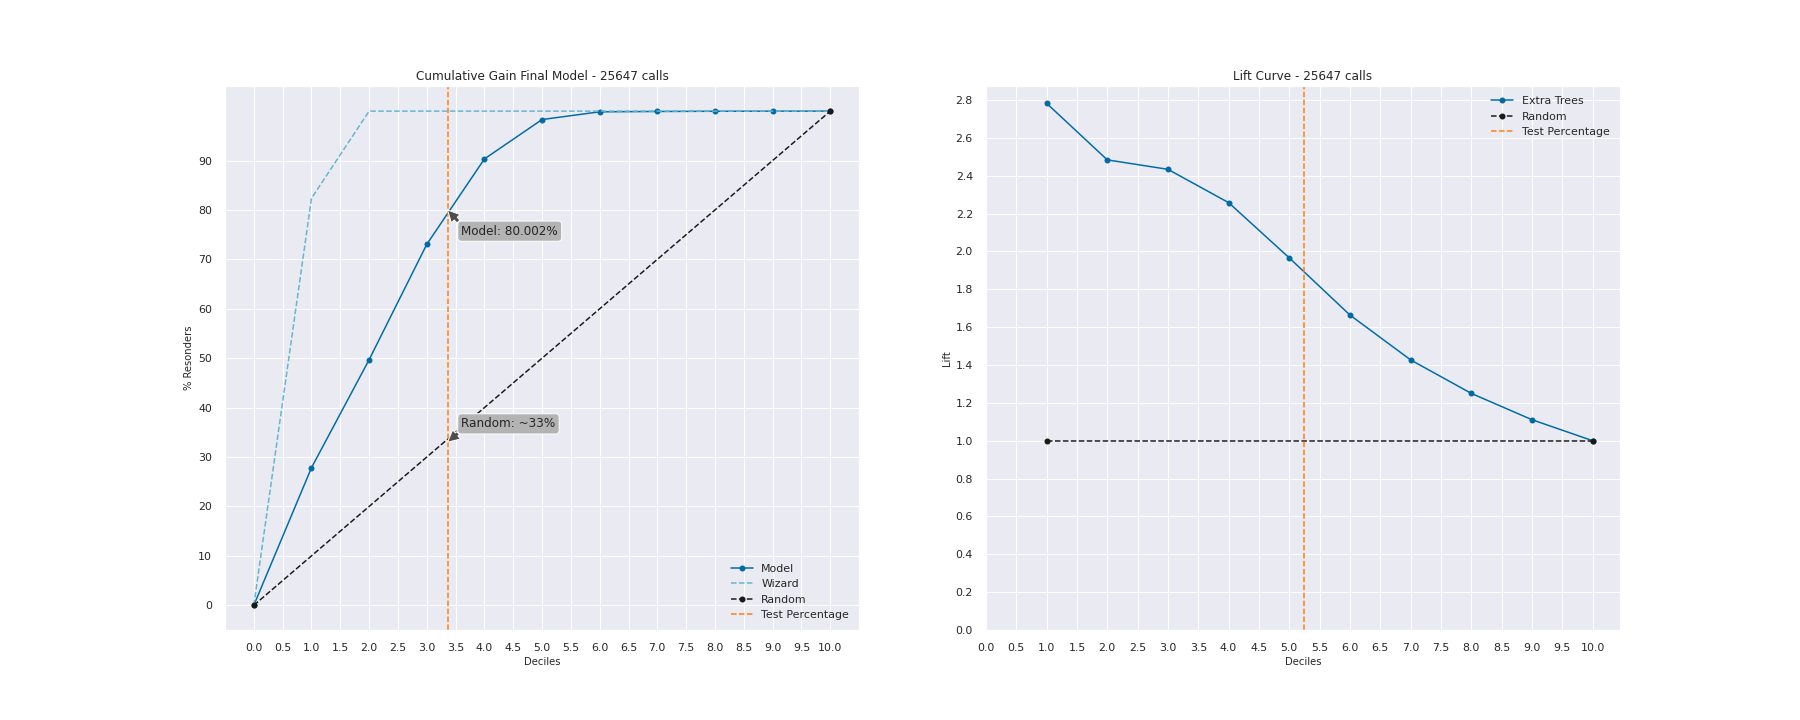 Cumulative Gain Final Model - 25647 calls
% Resonders
90
80
70
60
50
40
30
20
10
0
Model: 80.002%
Random: ~33%
Model
Wizard
Random
Test Percentage
0.0 0.5 1.0 1.5 2.0 2.5 3.0 3.5 4.0 4.5 5.0 5.5 6.0 6.5 7.0 7.5 8.0 8.5 9.0 9.5 10.0
Deciles
Lift Curve - 25647 calls
Lift
2.8
2.6
2.4
2.2
2.0
1.8
1.6
1.4
1.2
1.0
0.8
0.6
0.4
0.2
0.0
Extra Trees
Random
Test Percentage
0.0 0.5 1.0 1.5 2.0 2.5 3.0 3.5 4.0 4.5 5.0 5.5 6.0 6.5 7.0 7.5 8.0 8.5 9.0 9.5 10.0
Deciles